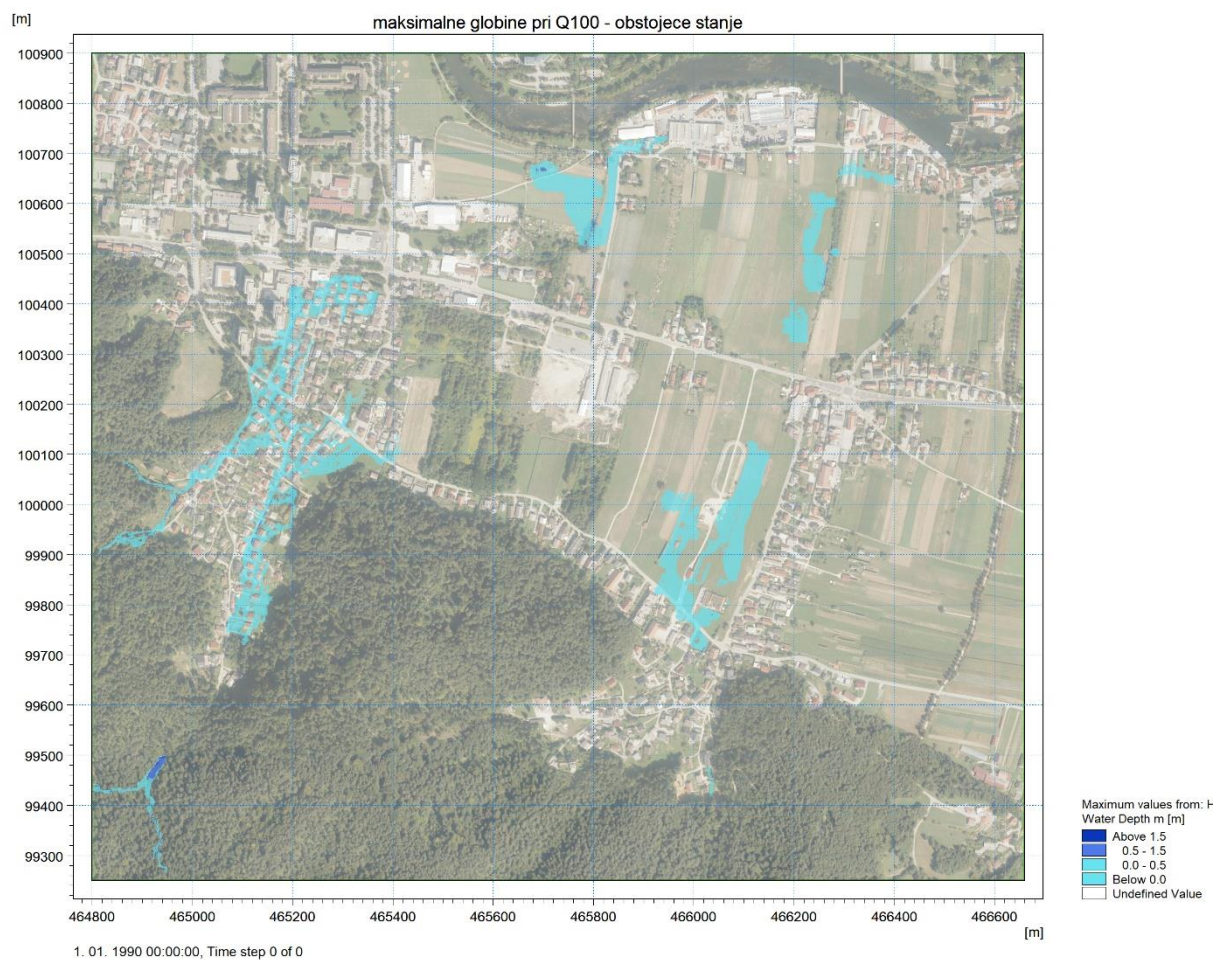 maksimalne globine pri Q100 - obstojece stanje
[m]
100900
100800
100700
100600
100500
100400
100300
100200
100100
100000
99900
99800
99700
99600
99500
99400
99300
464800 465000 465200 465400 465600 465800 466000 466200 466400 466600
[m]
Maximum values from: H
Water Depth m [m]
Above 1.5
0.5 - 1.5
0.0 - 0.5
Below 0.0
Undefined Value
1. 01. 1990 00:00:00, Time step 0 of 0